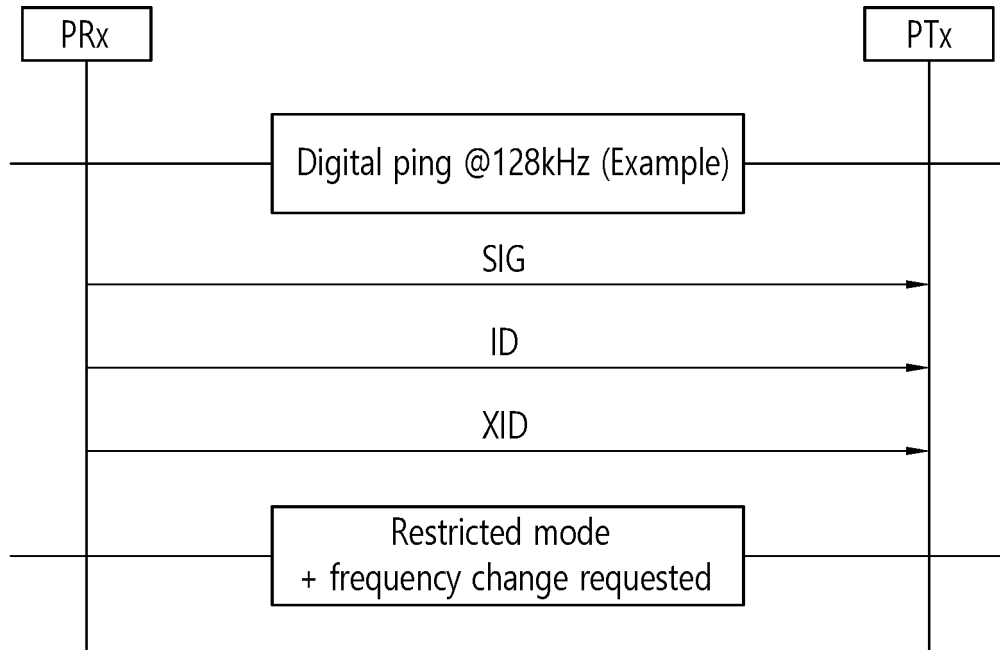 PRx
PTx
Digital ping @128kHz (Example)
SIG
ID
XID
Restricted mode
+ frequency change requested